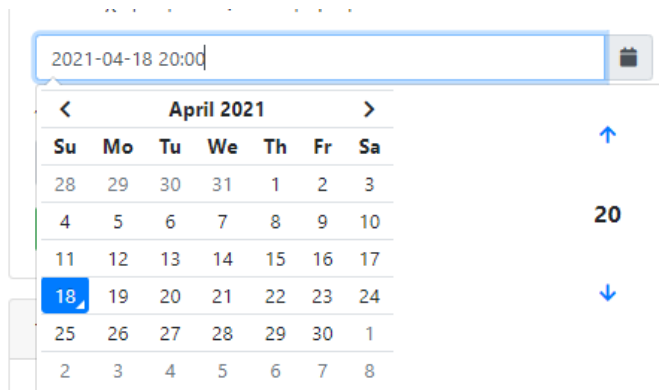 2021-04-18 20:00
April 2021
Su Mo Tu We Th Fr Sa
28 29 30 31 1 2 3
4 5 6 7 8 9 10
20
11 12 13 14 15 16 17
18 19 20 21 22 23 24
25 26 27 28 29 30 1
2 3 4 5 6 7 8